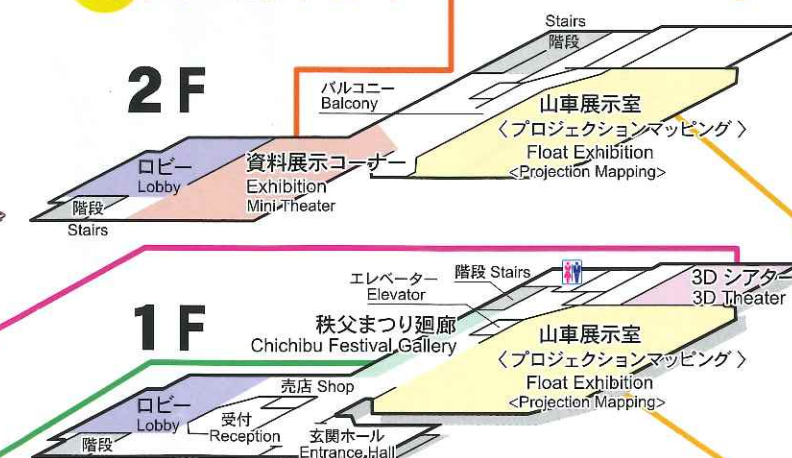 Stairs
階段
2F
バルコニー
Balcony
山車展示室
〈プロジェクションマッピング〉
Float Exhibition
<Projection Mapping>
ロビー
Lobby
資料展示コーナー
Exhibition
Mini Theater
階段
Stairs
エレベーター
Elevator
階段 Stairs
3D シアター
3D Theater
1F
秩父まつり廻廊
Chichibu Festival Gallery
山車展示室
〈プロジェクションマッピング〉
Float Exhibition
<Projection Mapping>
売店 Shop
ロビー
Lobby
受付
Reception
玄関ホール
Entrance Hall
階段